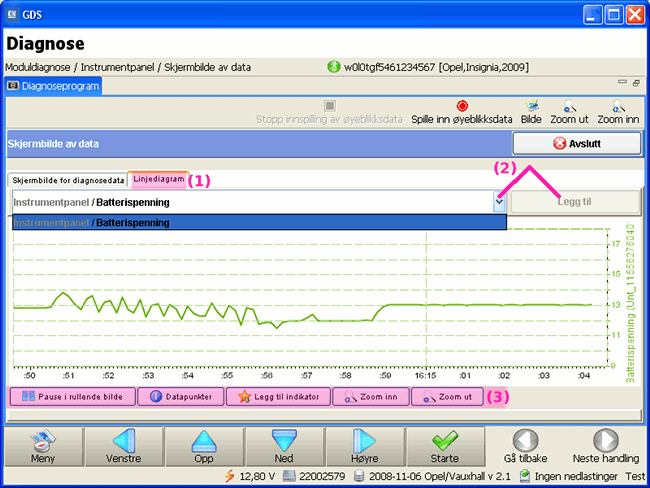 GDS
Diagnose
Moduldiagnose / Instrumentpanel / Skjermbilde av data
w0l0tgf5461234567 [Opel,Insignia,2009]
Diagnoseprogram
Stopp innspilling av øyeblikksdata
Spille inn øyeblikksdata
Bilde
Zoom ut
Zoom inn
Skjermbilde av data
Avslutt
Skjermbilde for diagnosedata
Linjediagram
(1)
(2)
Instrumentpanel / Batterispenning
Legg til
Instrumentpanel / Batterispenning
17
15
13
11
9
Batterispenning (Unt_11556276040
:50 :51 :52 :53 :54 :55 :56 :57 :58 :59 16:15 :02 :03 :04
Pause i rullende bilde
Datapunkter
Legg til indikator
Zoom inn
Zoom ut
(3)
Meny
Venstre
Opp
Ned
Høyre
Starte
Gå tilbake
Neste handling
12,80 V
22002579
2008-11-06 Opel/Vauxhall v 2.1
Ingen nedlastinger
Test